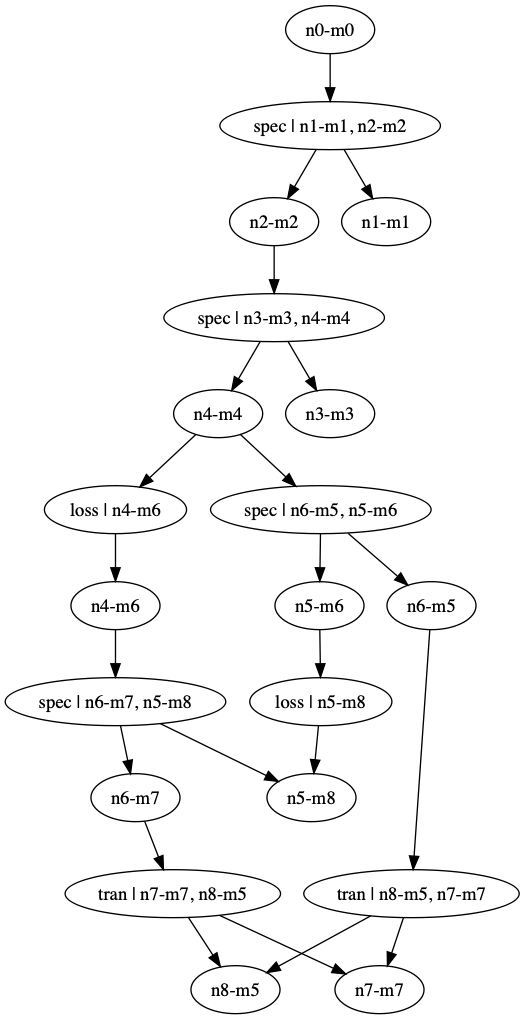 n0-m0
spec | n1-m1, n2-m2
n2-m2
n1-m1
spec | n3-m3, n4-m4
n4-m4
n3-m3
loss | n4-m6
spec | n6-m5, n5-m6
n4-m6
n5-m6
n6-m5
spec | n6-m7, n5-m8
loss | n5-m8
n6-m7
n5-m8
tran | n7-m7, n8-m5
tran | n8-m5, n7-m7
n8-m5
n7-m7